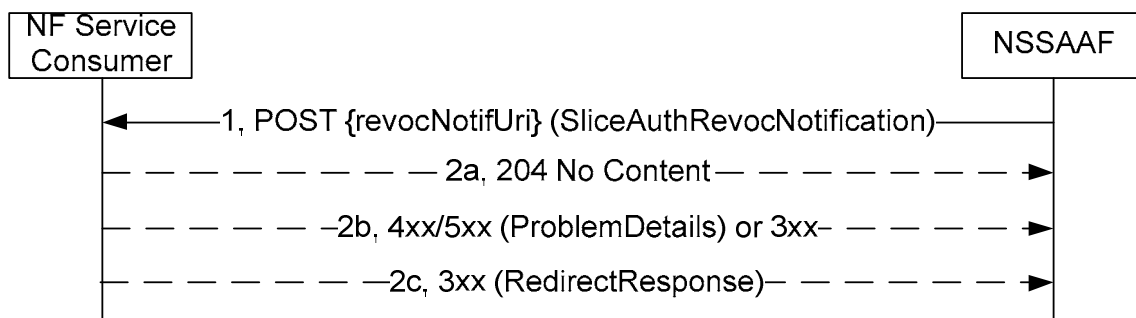 NF Service
Consumer
NSSAAF
1, POST {revocNotifUri} (SliceAuthRevocNotification)
2a, 204 No Content
2b, 4xx/5xx (ProblemDetails) or 3xx
2c, 3xx (RedirectResponse)